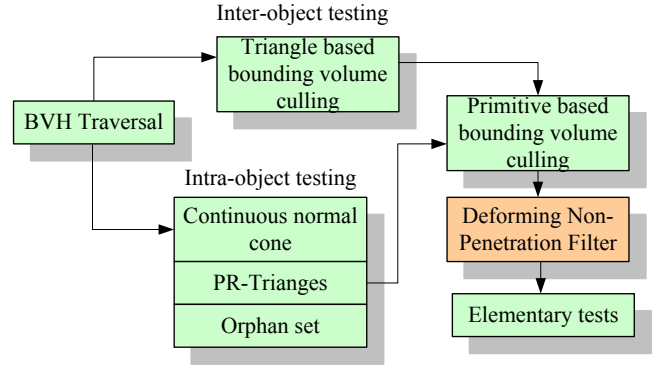 Inter-object testing
Triangle based
bounding volume
culling
BVH Traversal
Primitive based
bounding volume
culling
Intra-object testing
Continuous normal
cone
PR-Trianges
Orphan set
Deforming Non-
Penetration Filter
Elementary tests